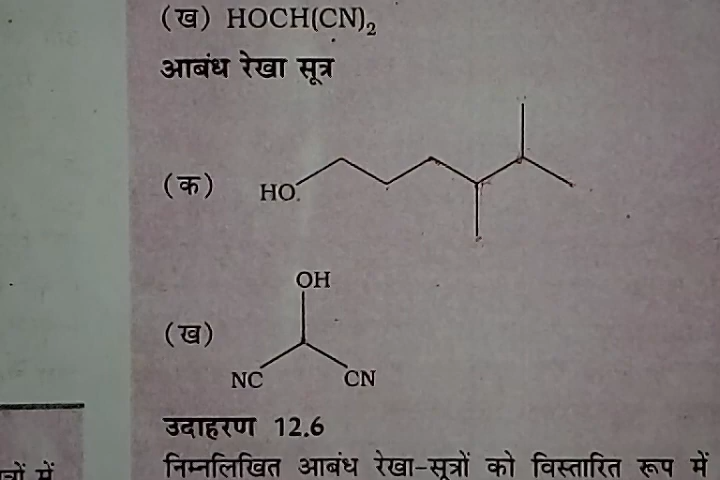 (ख) HOCH(CN)₂
आबंध रेखा सूत्र
(क)
HO
OH
(ख)
NC
CN
उदाहरण 12.6
निम्नलिखित आबंध रेखा-सूत्रों को विस्तारित रूप में
में